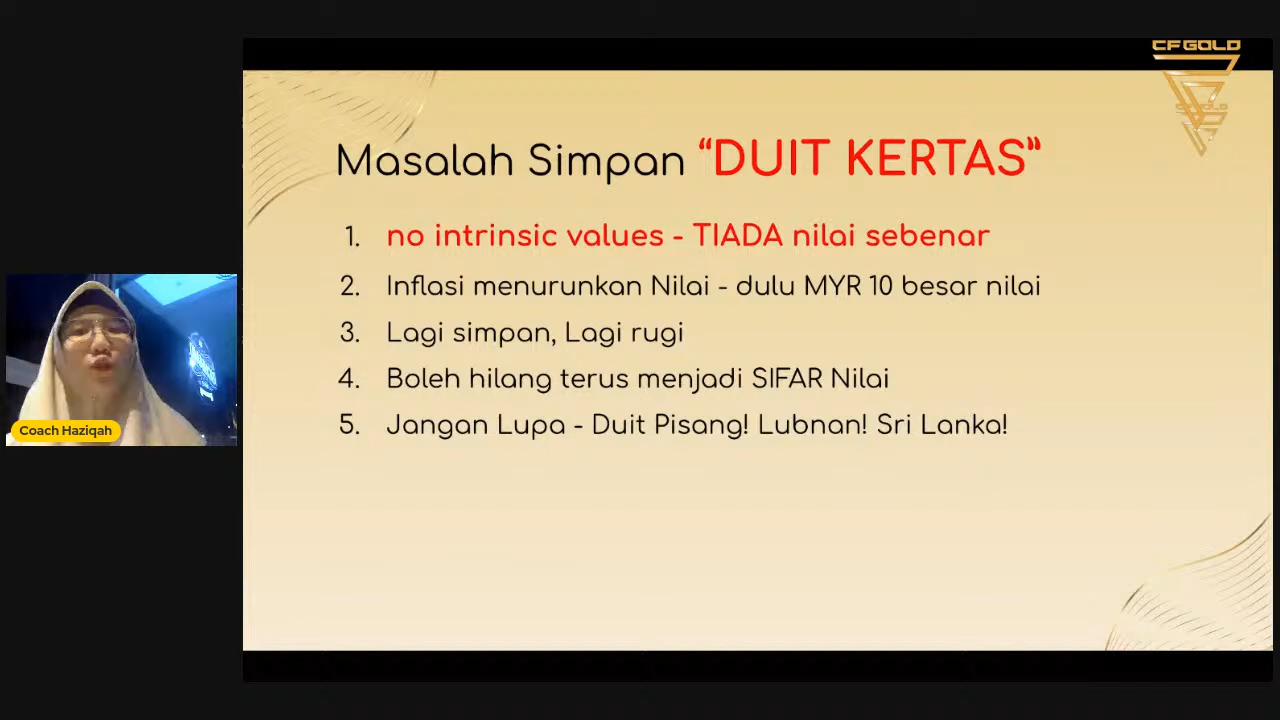 CFGOLD
CFGOLD
Masalah Simpan “DUIT KERTAS”
1. no intrinsic values - TIADA nilai sebenar
2. Inflasi menurunkan Nilai - dulu MYR 10 besar nilai
3. Lagi simpan, Lagi rugi
4. Boleh hilang terus menjadi SIFAR Nilai
5. Jangan Lupa - Duit Pisang! Lubnan! Sri Lanka!
Coach Haziqah